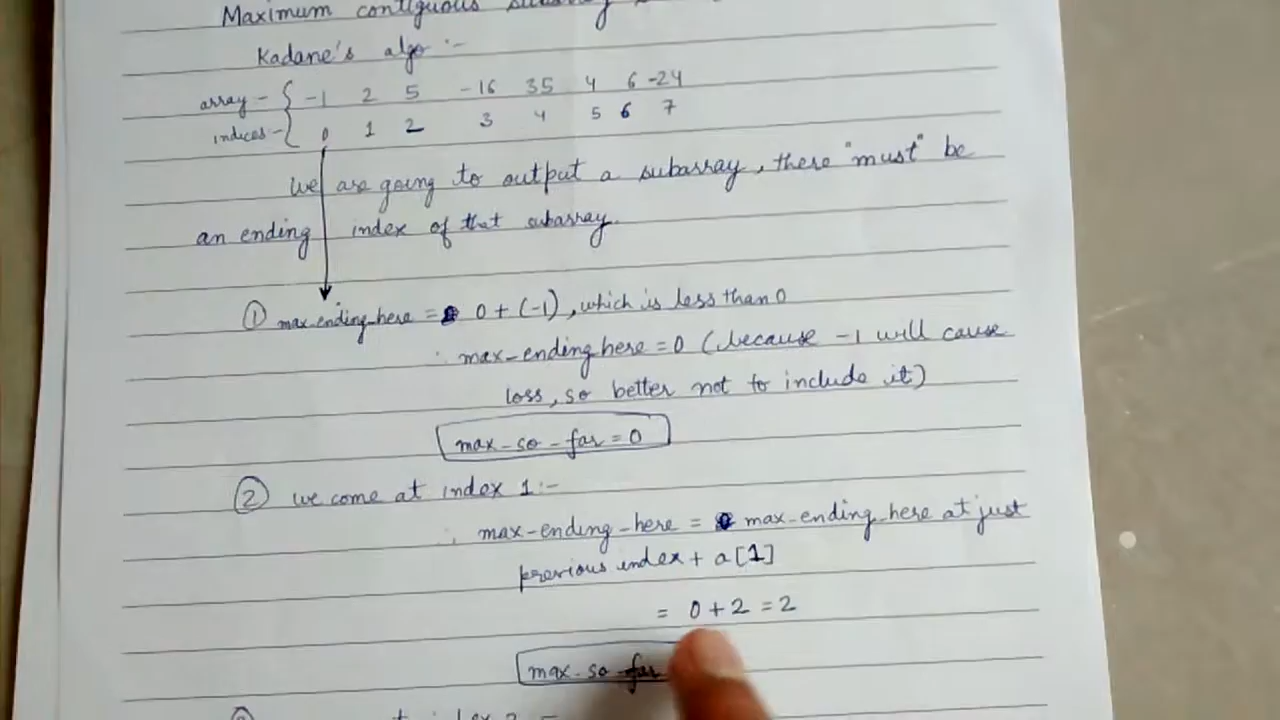 Maximum contiguous subarray
Kadane's algo :-
array - { -1 2 5 -16 35 4 6 -24
indices - { 0 1 2 3 4 5 6 7
we are going to output a subarray, there "must" be
an ending index of that subarray.
① max-ending-here = 0 + (-1), which is less than 0
∴ max-ending here = 0 (because -1 will cause
loss, so better not to include it)
max-so-far = 0
② we come at index 1:-
∴ max-ending-here = max-ending-here at just
previous index + a[1]
= 0 + 2 = 2
max-so-far